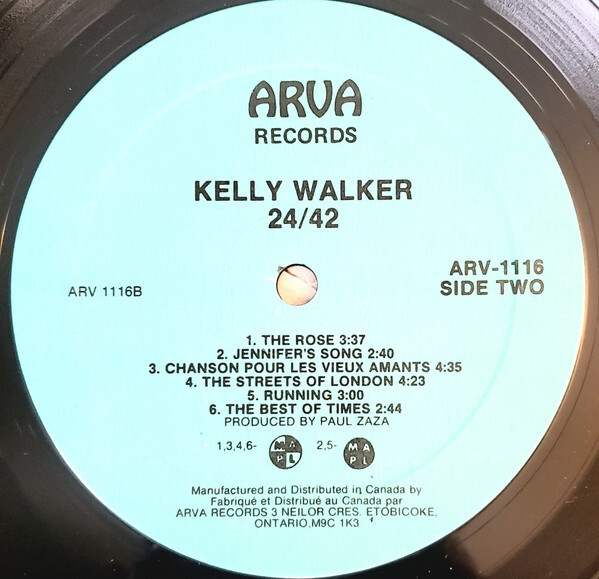 ARVA
RECORDS
KELLY WALKER
24/42
ARV 1116B
ARV-1116
SIDE TWO
1. THE ROSE 3:37
2. JENNIFER'S SONG 2:40
3. CHANSON POUR LES VIEUX AMANTS 4:35
4. THE STREETS OF LONDON 4:23
5. RUNNING 3:00
6. THE BEST OF TIMES 2:44
PRODUCED BY PAUL ZAZA
1,3,4,6- M A P L 2,5- M A P L
Manufactured and Distributed in Canada by
Fabriqué et Distribué au Canada par
ARVA RECORDS 3 NEILOR CRES. ETOBICOKE,
ONTARIO,M9C 1K3